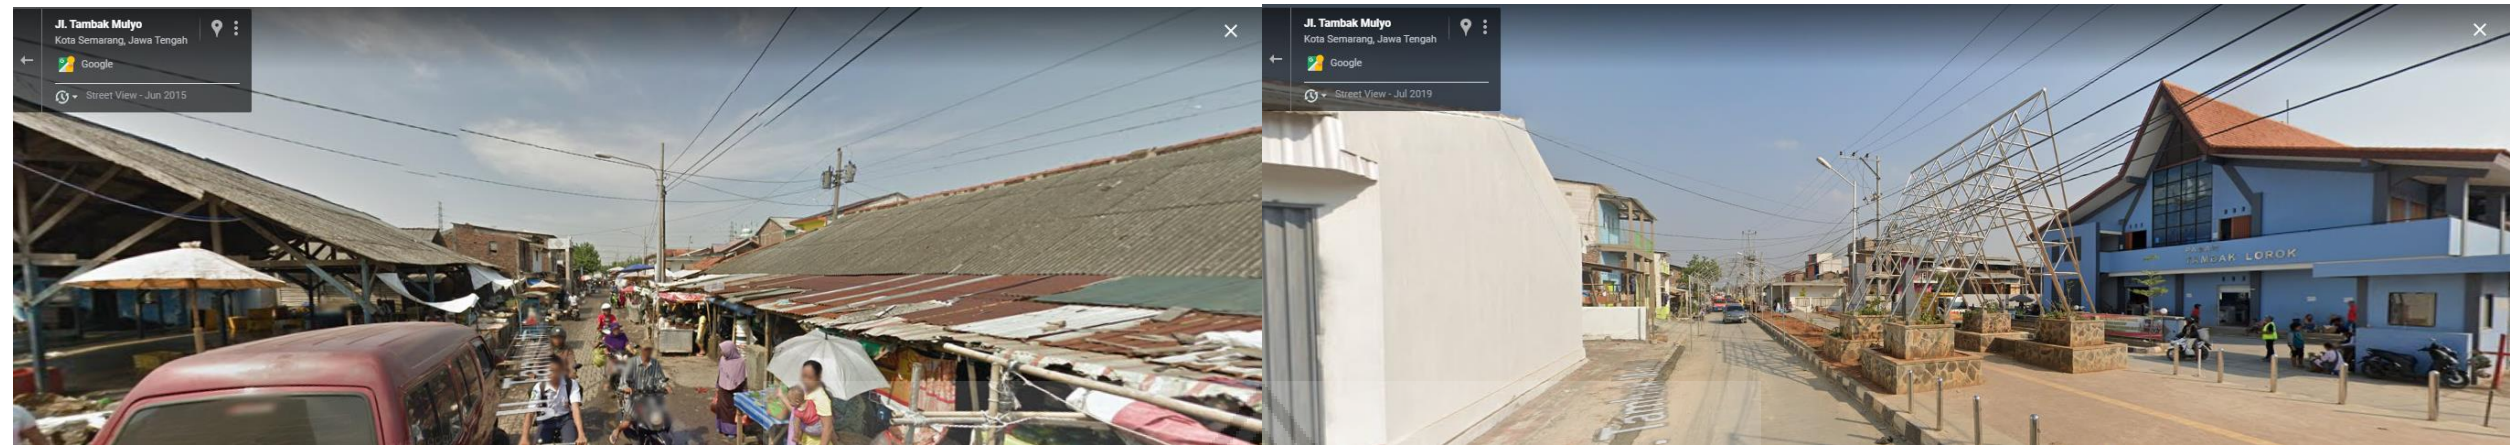 Jl. Tambak Mulyo
Kota Semarang, Jawa Tengah
Google
Street View - Jun 2015
Jl. Tambak Mulyo
Kota Semarang, Jawa Tengah
Google
Street View - Jul 2019
TAMBAK LOROK